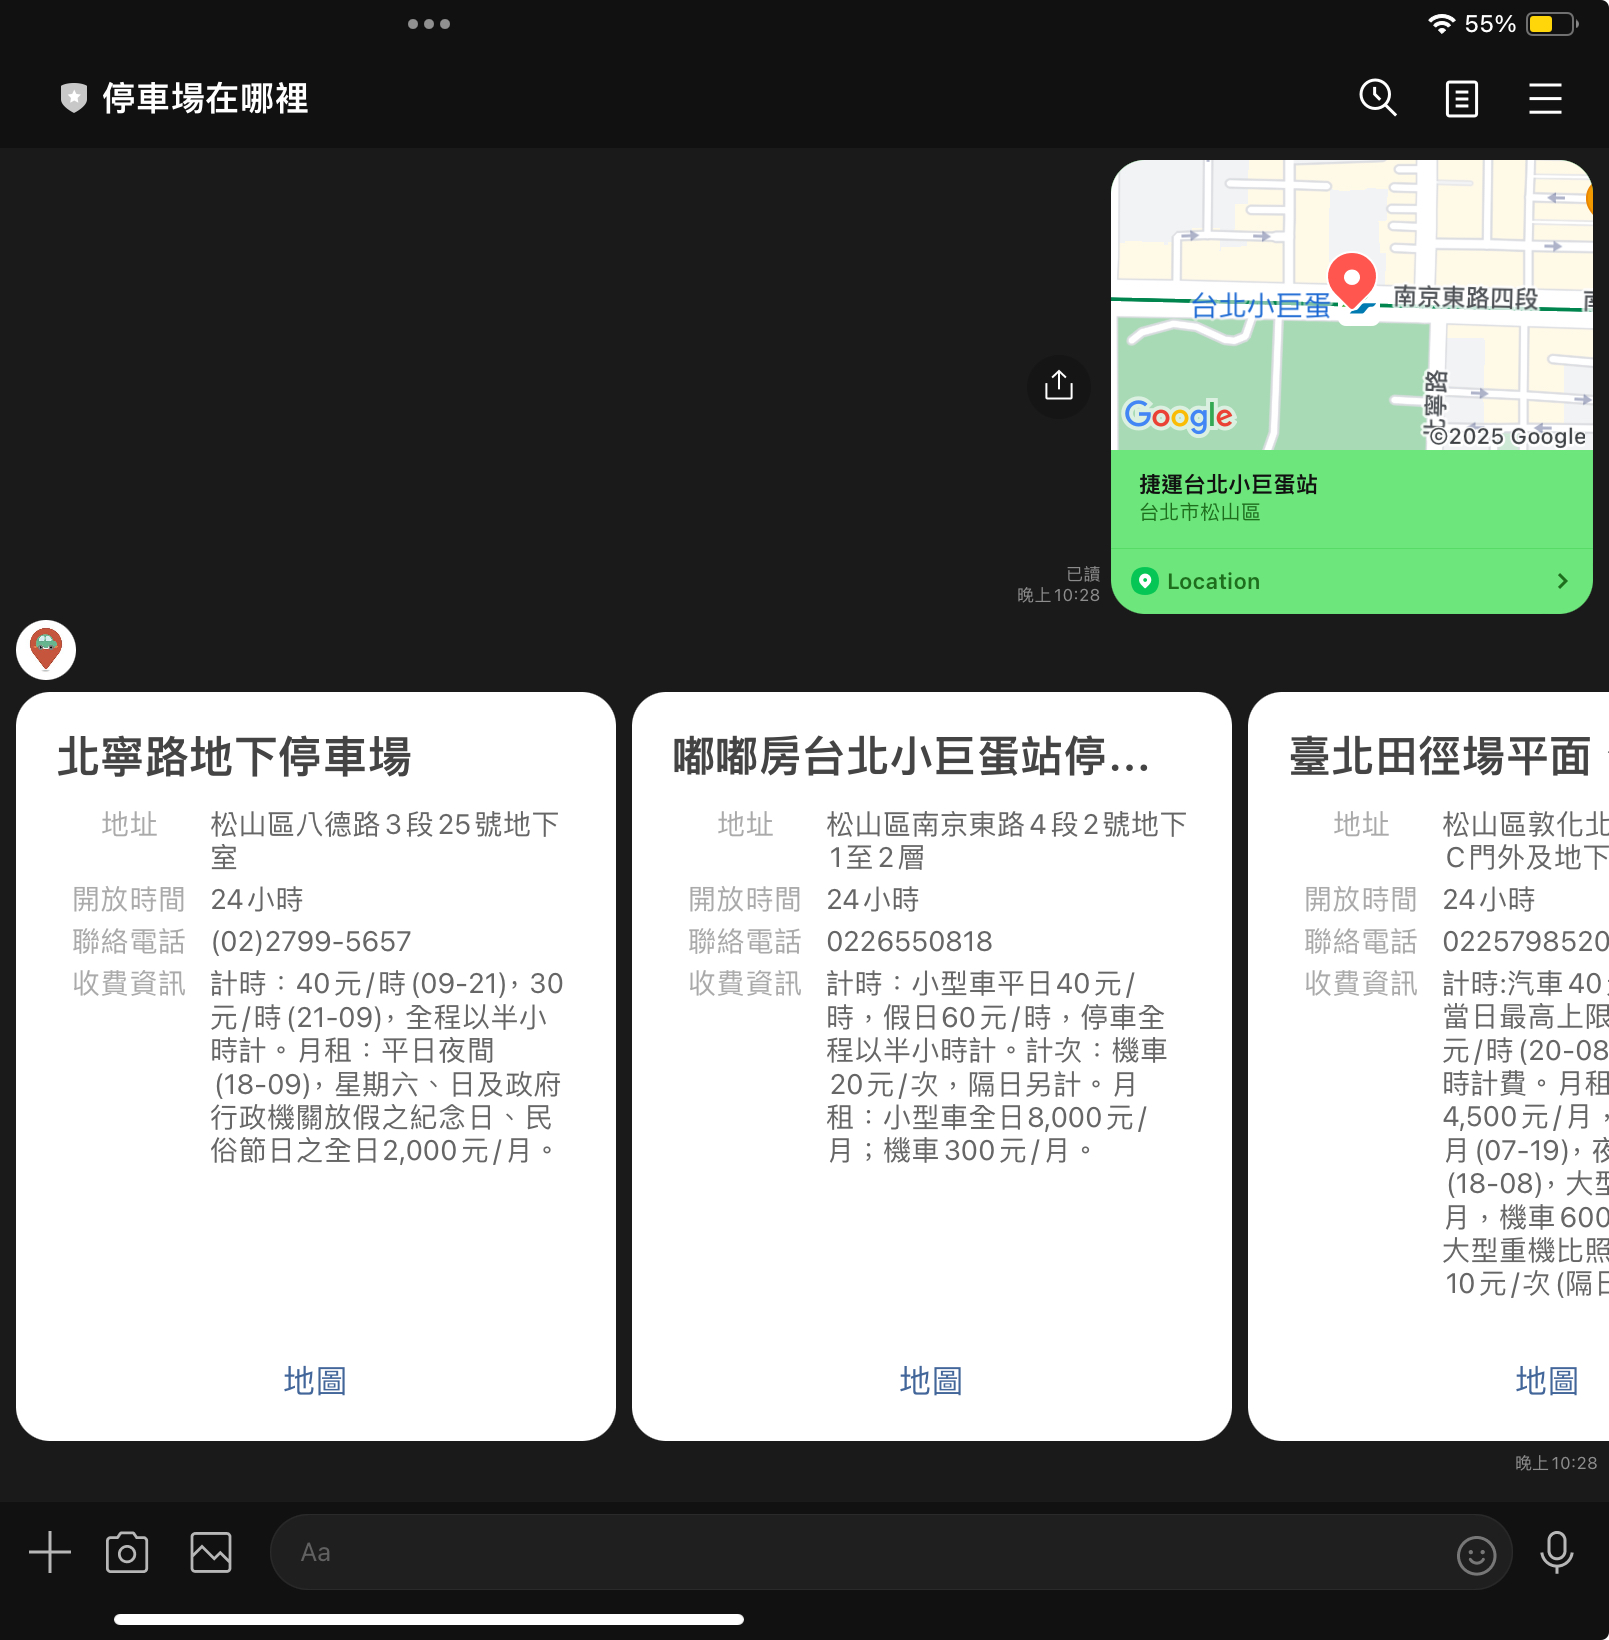 55%
停車場在哪裡
台北小巨蛋
南京東路四段
Google
©2025 Google
捷運台北小巨蛋站
台北市松山區
Location
已讀
晚上10:28
北寧路地下停車場
地址
松山區八德路3段25號地下
室
開放時間
24小時
聯絡電話
(02)2799-5657
收費資訊
計時：40元/時(09-21)，30
元/時(21-09)，全程以半小
時計。月租：平日夜間
(18-09)，星期六、日及政府
行政機關放假之紀念日、民
俗節日之全日2,000元/月。
地圖
嘟嘟房台北小巨蛋站停...
地址
松山區南京東路4段2號地下
1至2層
開放時間
24小時
聯絡電話
0226550818
收費資訊
計時：小型車平日40元/
時，假日60元/時，停車全
程以半小時計。計次：機車
20元/次，隔日另計。月
租：小型車全日8,000元/
月；機車300元/月。
地圖
臺北田徑場平面
地址
松山區敦化北
C門外及地下
開放時間
24小時
聯絡電話
0225798520
收費資訊
計時:汽車40
當日最高上限
元/時(20-08
時計費。月租
4,500元/月，
月(07-19)，夜
(18-08)，大型
月，機車600
大型重機比照
10元/次(隔日
地圖
晚上10:28
Aa